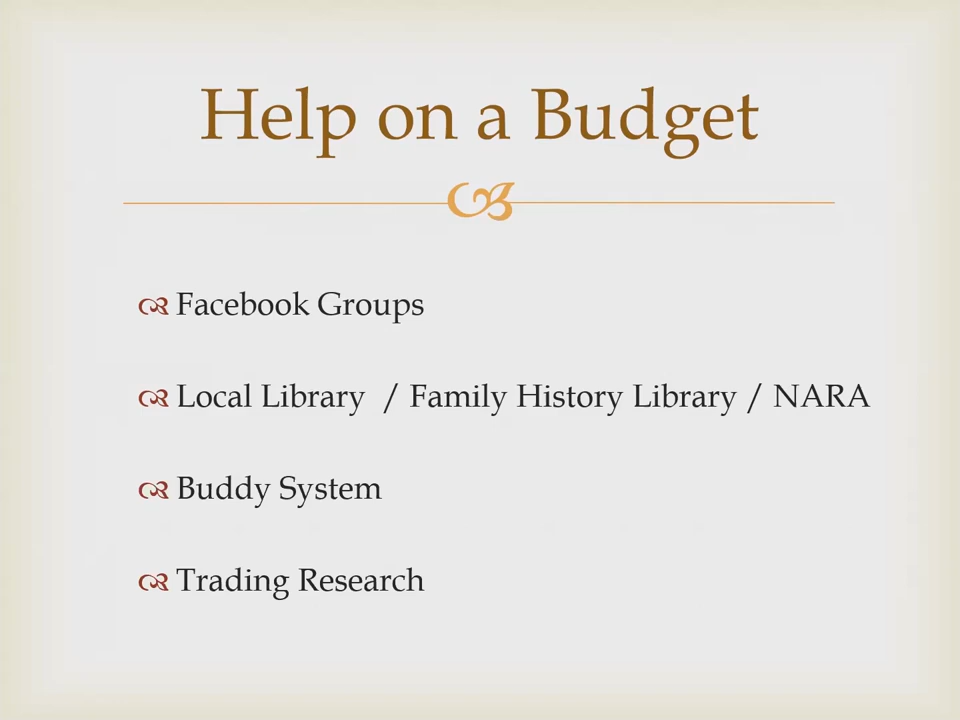 Help on a Budget
Facebook Groups
Local Library / Family History Library / NARA
Buddy System
Trading Research